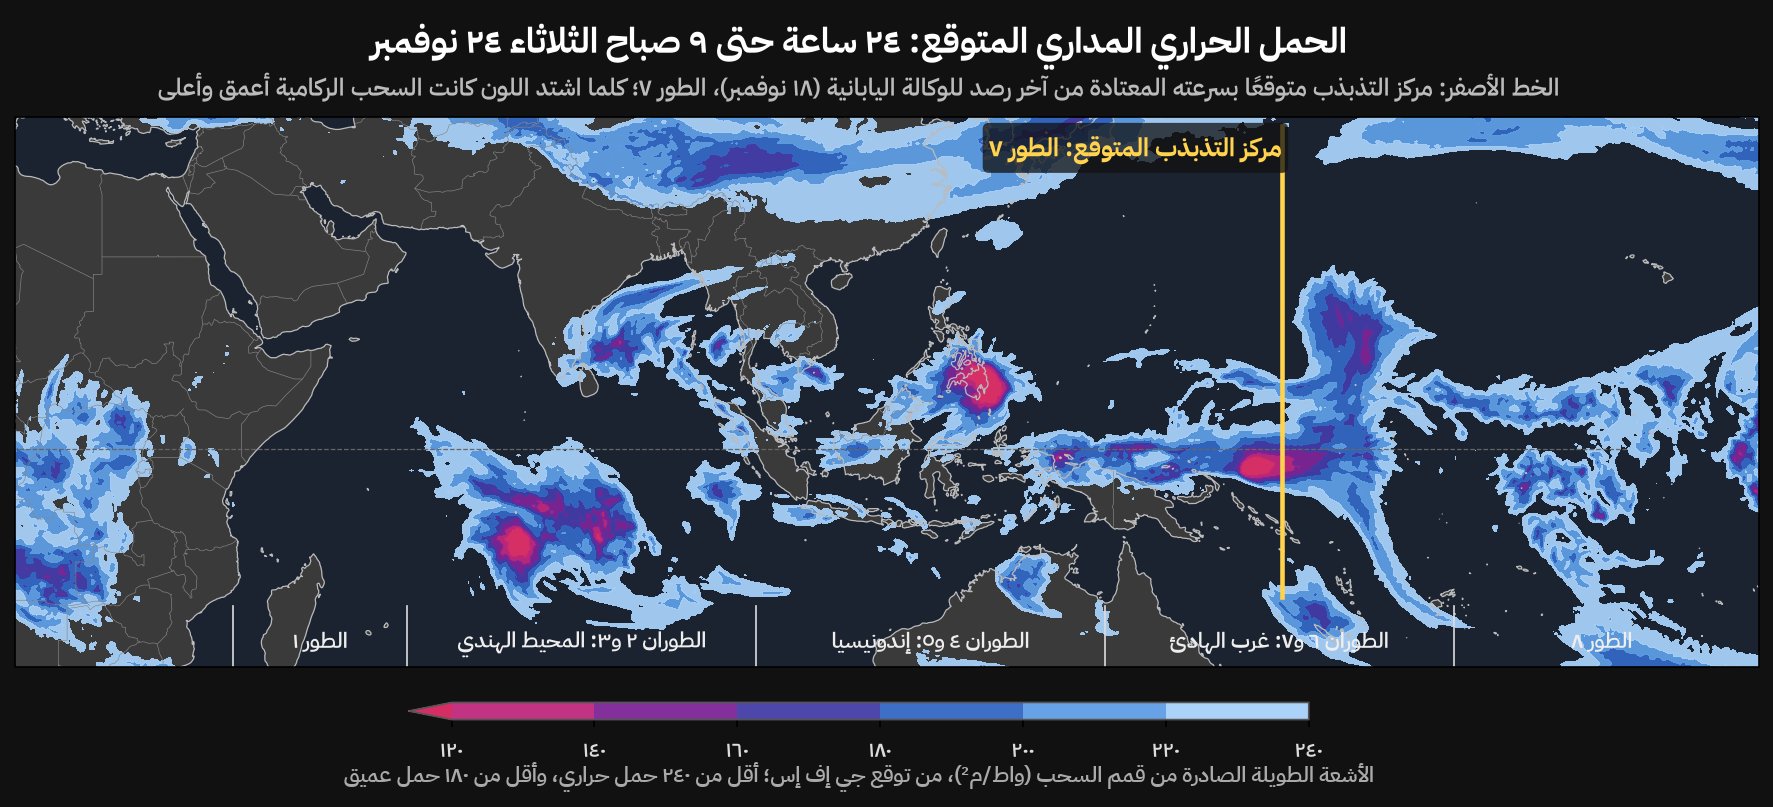 الحمل الحراري المداري المتوقع: ٢٤ ساعة حتى ٩ صباح الثلاثاء ٢٤ نوفمبر
الخط الأصفر: مركز التذبذب متوقعًا بسرعته المعتادة من آخر رصد للوكالة اليابانية (١٨ نوفمبر)، الطور ٧؛ كلما اشتد اللون كانت السحب الركامية أعمق وأعلى
مركز التذبذب المتوقع: الطور ٧
الطور ١
الطوران ٢ و٣: المحيط الهندي
الطوران ٤ و٥: إندونيسيا
الطوران ٦ و٧: غرب الهادئ
الطور ٨
١٢٠ ١٤٠ ١٦٠ ١٨٠ ٢٠٠ ٢٢٠ ٢٤٠
الأشعة الطويلة الصادرة من قمم السحب (واط/م²)، من توقع جي إف إس؛ أقل من ٢٤٠ حمل حراري، وأقل من ١٨٠ حمل عميق